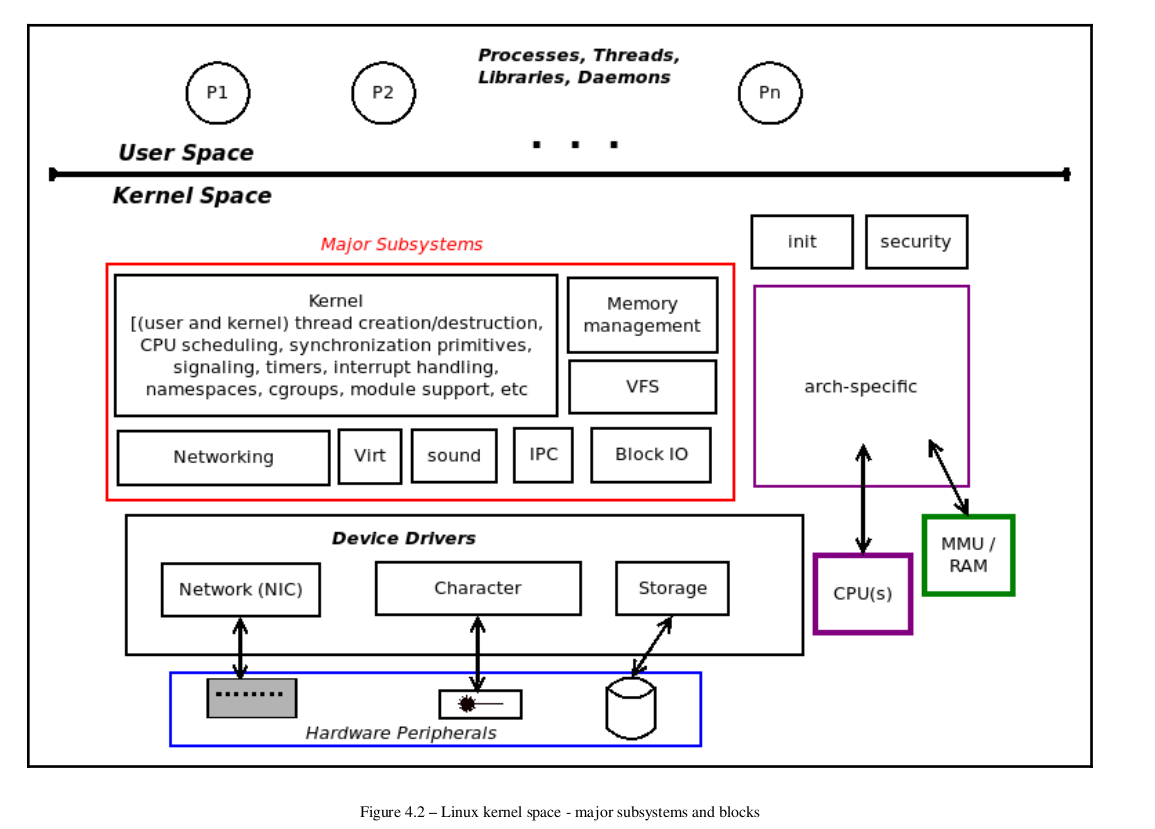 Processes, Threads,
Libraries, Daemons
P1
P2
Pn
. . .
User Space
Kernel Space
init
security
Major Subsystems
Kernel
[(user and kernel) thread creation/destruction,
CPU scheduling, synchronization primitives,
signaling, timers, interrupt handling,
namespaces, cgroups, module support, etc
Memory
management
VFS
arch-specific
Networking
Virt
sound
IPC
Block IO
Device Drivers
MMU /
RAM
Network (NIC)
Character
Storage
CPU(s)
Hardware Peripherals
Figure 4.2 – Linux kernel space - major subsystems and blocks